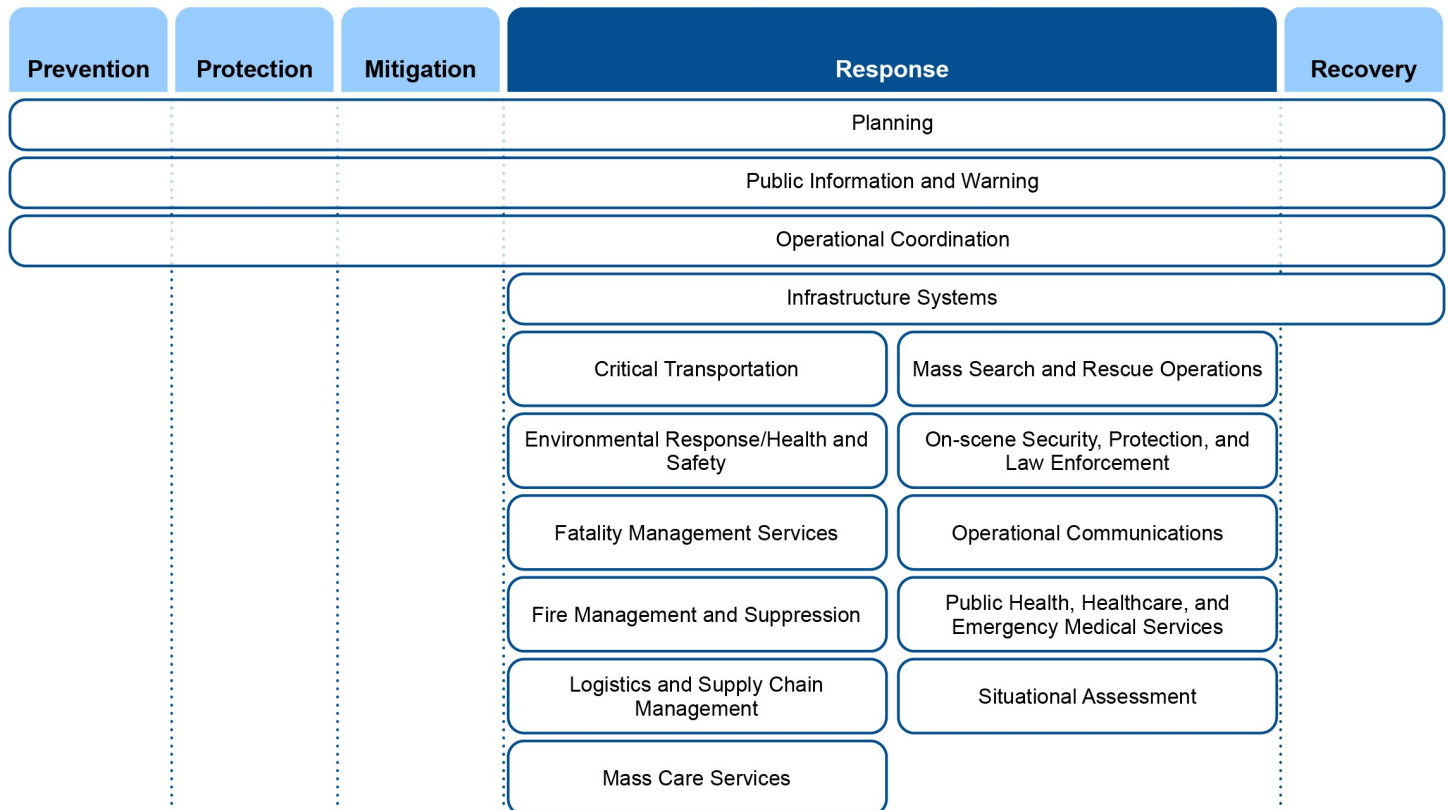 Prevention
Protection
Mitigation
Response
Recovery
Planning
Public Information and Warning
Operational Coordination
Infrastructure Systems
Critical Transportation
Mass Search and Rescue Operations
Environmental Response/Health and
Safety
On-scene Security, Protection, and
Law Enforcement
Fatality Management Services
Operational Communications
Fire Management and Suppression
Public Health, Healthcare, and
Emergency Medical Services
Logistics and Supply Chain
Management
Situational Assessment
Mass Care Services